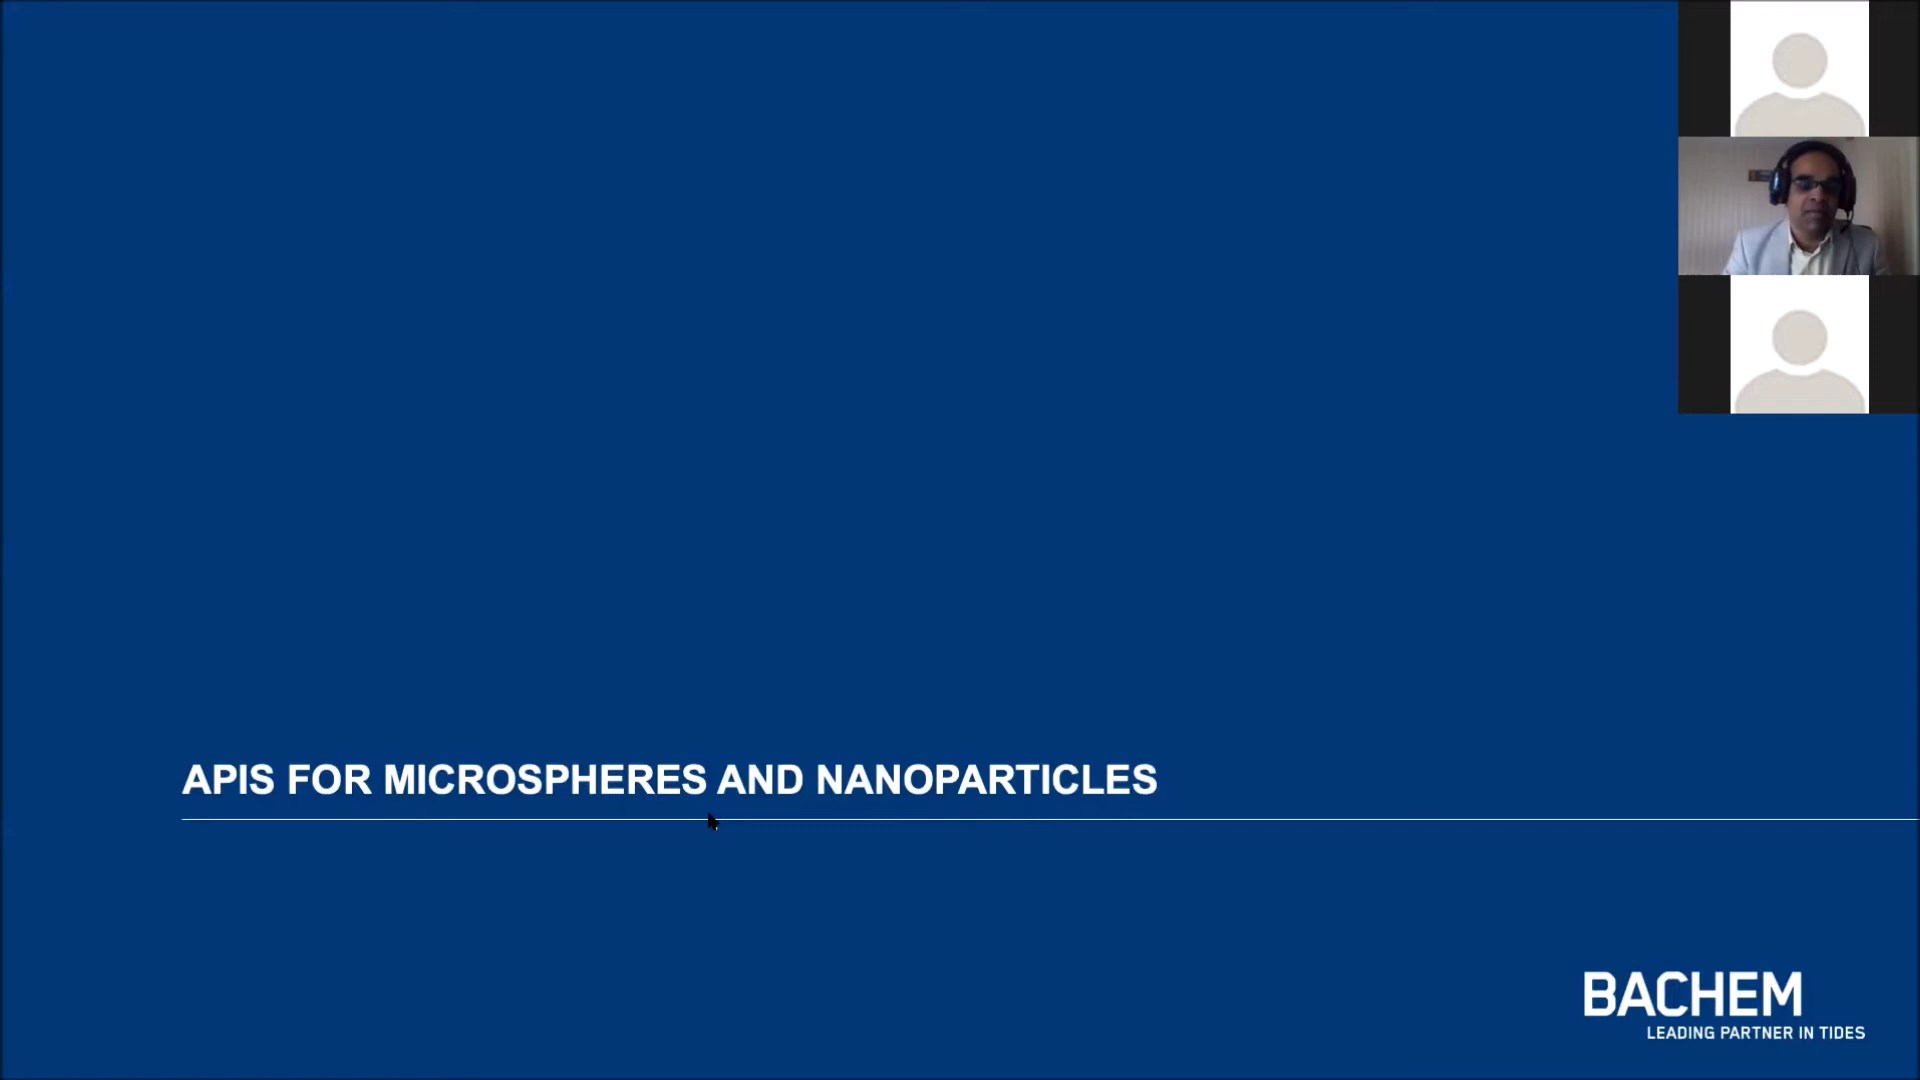 APIS FOR MICROSPHERES AND NANOPARTICLES
BACHEM
LEADING PARTNER IN TIDES